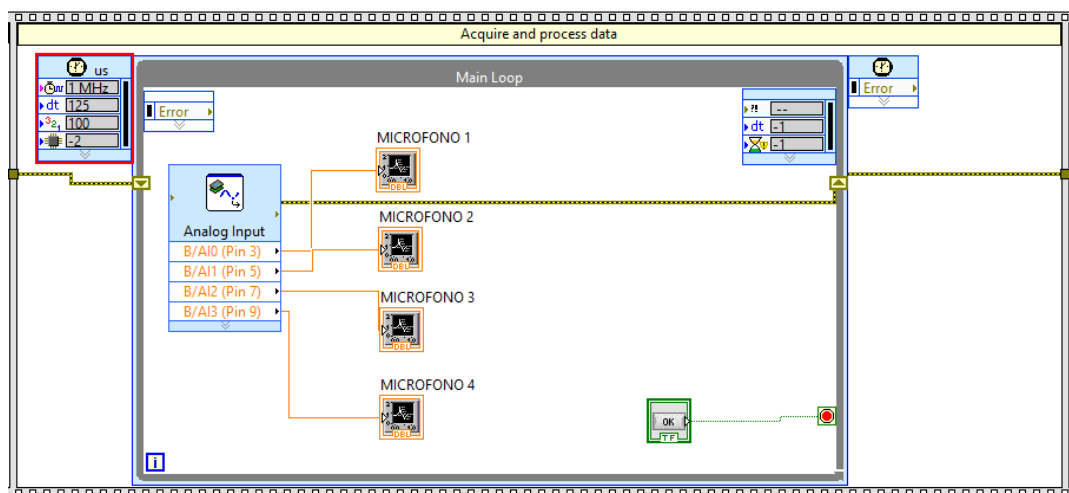 Acquire and process data
us
1 MHz
dt 125
100
-2
Main Loop
Error
Error
?! --
dt -1
-1
MICROFONO 1
DBL
MICROFONO 2
DBL
Analog Input
B/AI0 (Pin 3)
B/AI1 (Pin 5)
B/AI2 (Pin 7)
B/AI3 (Pin 9)
MICROFONO 3
DBL
MICROFONO 4
DBL
OK
TF
i